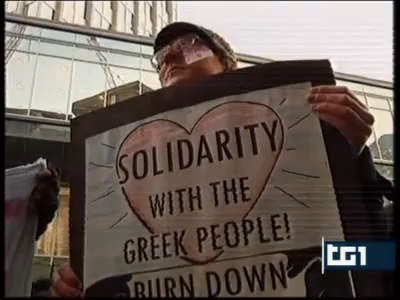 SOLIDARITY
WITH THE
GREEK PEOPLE!
BURN DOWN
TG1